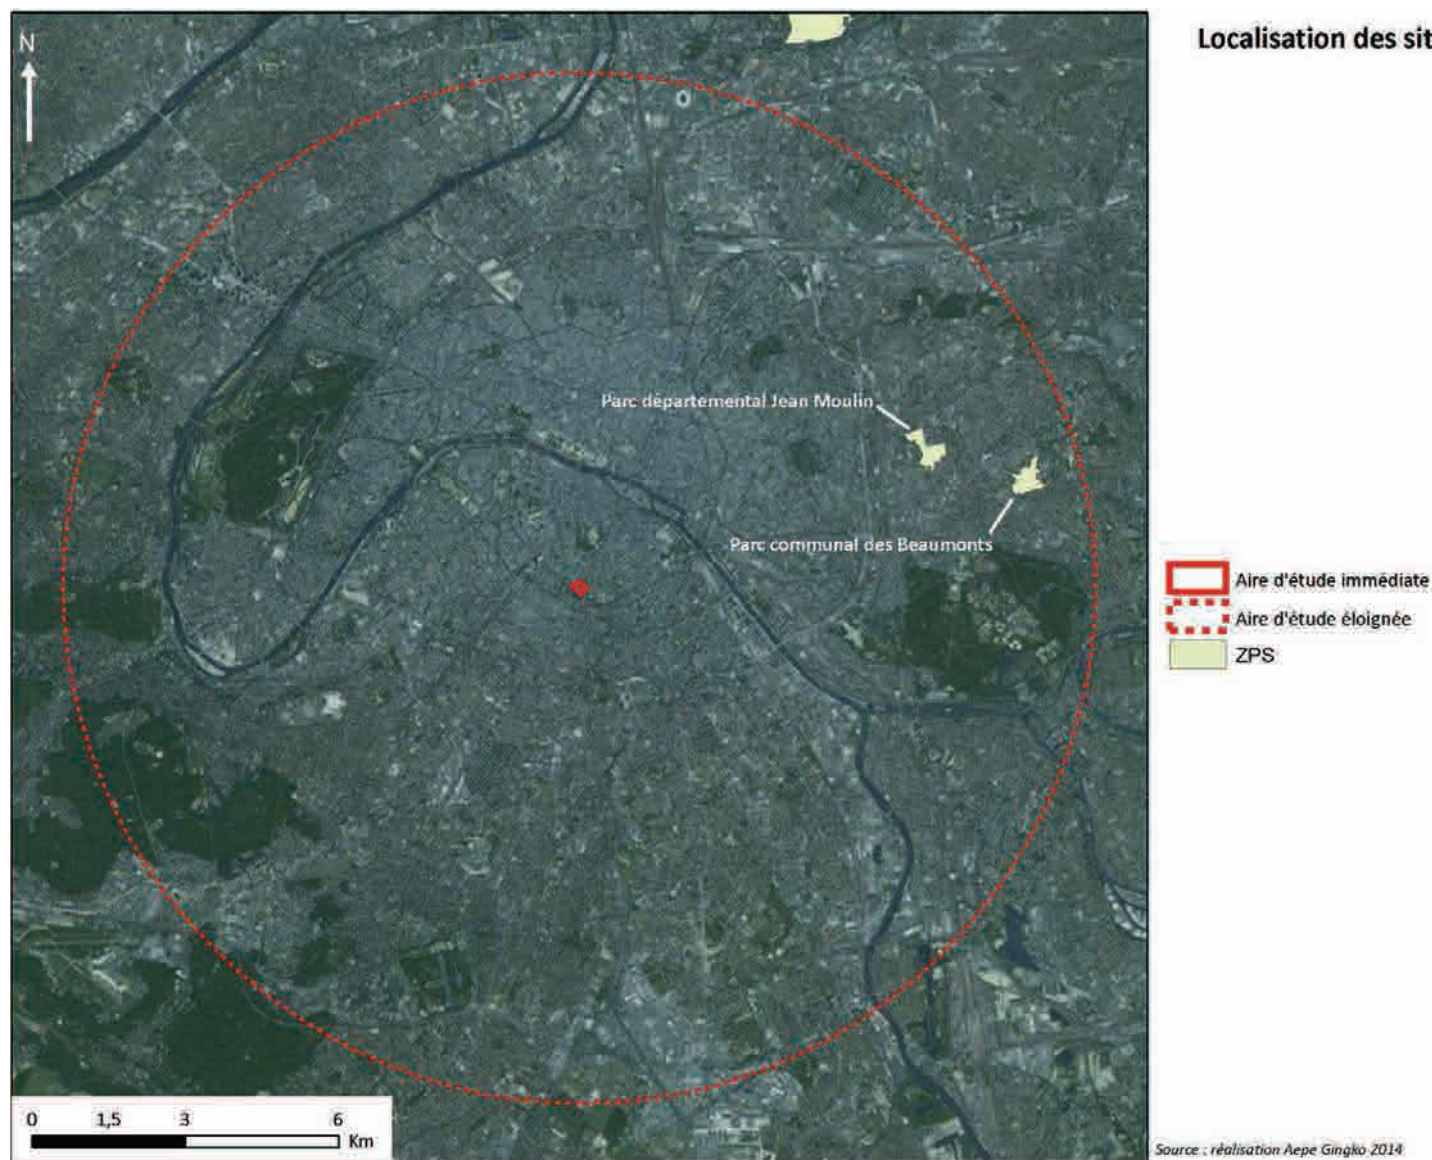 N
Localisation des sit
Parc départemental Jean Moulin
Parc communal des Beaumonts
Aire d'étude immédiate
Aire d'étude éloignée
ZPS
0 1,5 3 6
Km
Source : réalisation Aepe Gingko 2014